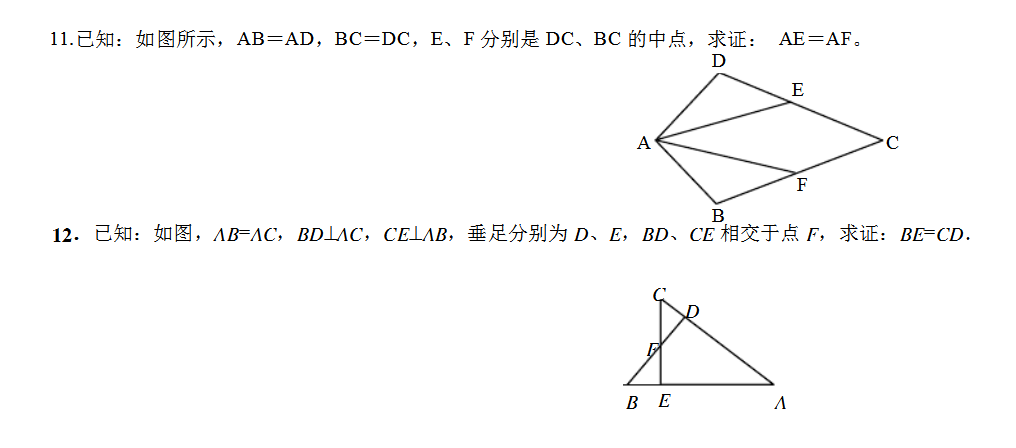 11.已知：如图所示，AB＝AD，BC＝DC，E、F 分别是 DC、BC 的中点，求证： AE＝AF。
D
E
A
C
F
B
12．已知：如图，AB=AC，BD⊥AC，CE⊥AB，垂足分别为 D、E，BD、CE 相交于点 F，求证：BE=CD．
C
D
F
B
E
A